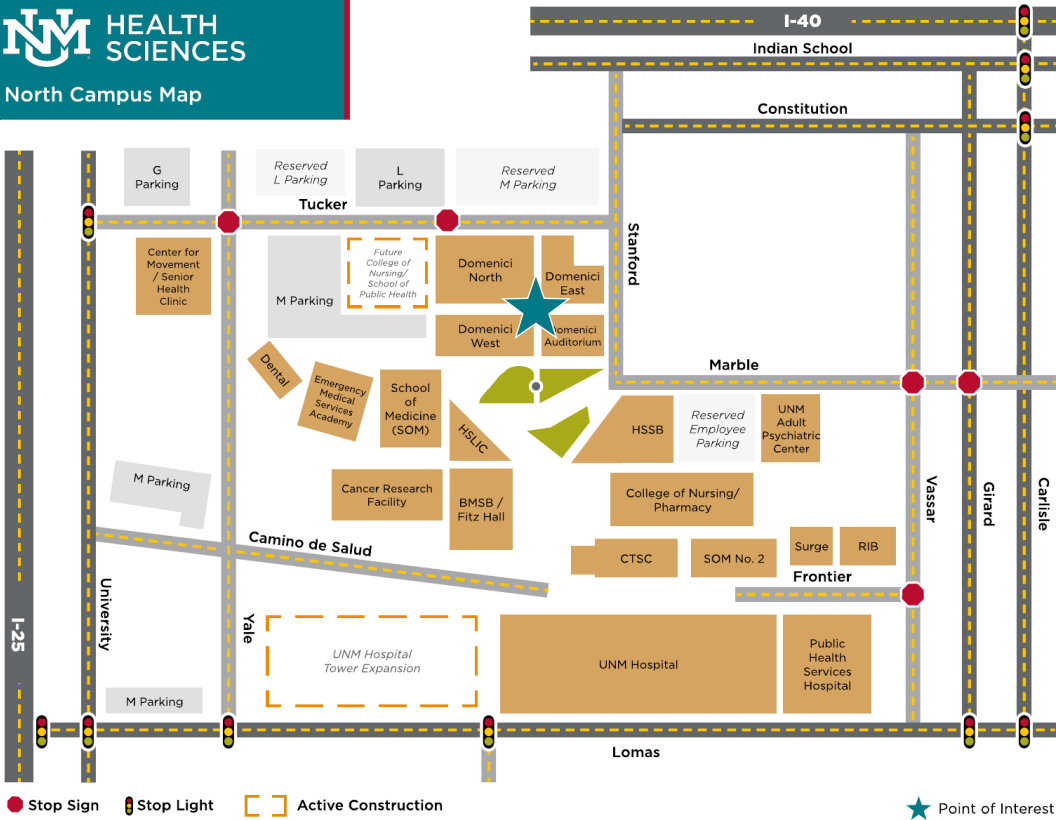 UNM
HEALTH
SCIENCES
North Campus Map
I-40
Indian School
Constitution
G
Parking
Reserved
L Parking
L
Parking
Reserved
M Parking
Tucker
Stanford
Center for
Movement
/ Senior
Health
Clinic
M Parking
Future
College of
Nursing/
School of
Public Health
Domenici
North
Domenici
East
Domenici
West
Domenici
Auditorium
Marble
Dental
Emergency
Medical
Services
Academy
School
of
Medicine
(SOM)
HSLIC
HSSB
Reserved
Employee
Parking
UNM
Adult
Psychiatric
Center
M Parking
Cancer Research
Facility
BMSB /
Fitz Hall
College of Nursing/
Pharmacy
Vassar
Girard
Carlisle
Camino de Salud
CTSC
SOM No. 2
Surge
RIB
Frontier
University
I-25
Yale
UNM Hospital
Tower Expansion
UNM Hospital
Public
Health
Services
Hospital
M Parking
Lomas
Stop Sign
Stop Light
Active Construction
Point of Interest